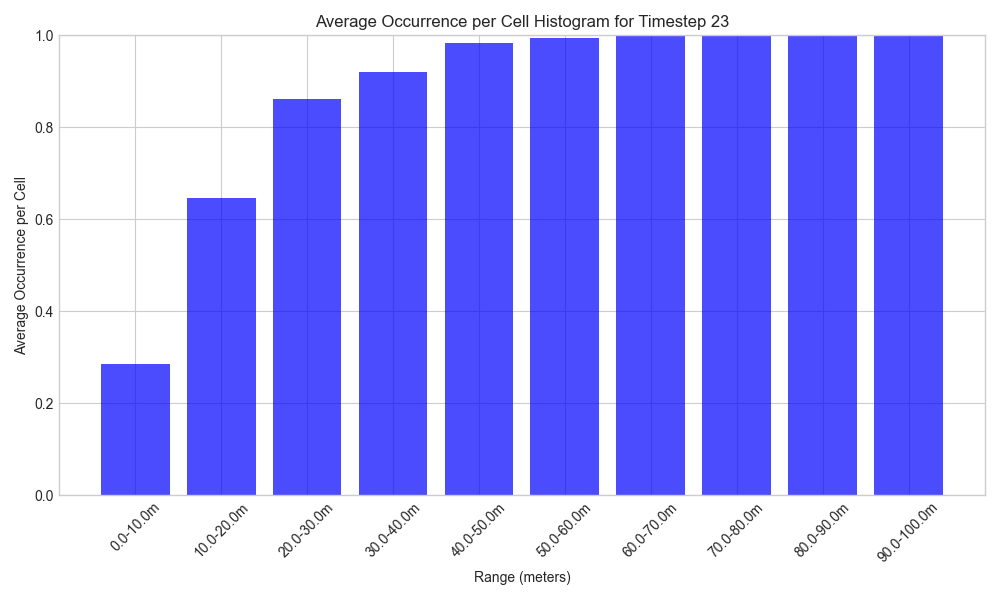 Average Occurrence per Cell Histogram for Timestep 23
1.0
0.8
0.6
0.4
0.2
0.0
Average Occurrence per Cell
0.0-10.0m
10.0-20.0m
20.0-30.0m
30.0-40.0m
40.0-50.0m
50.0-60.0m
60.0-70.0m
70.0-80.0m
80.0-90.0m
90.0-100.0m
Range (meters)